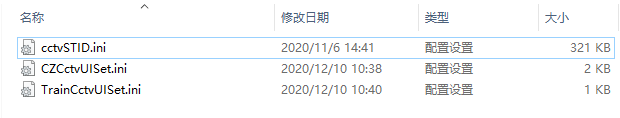 名称 修改日期 类型 大小
cctvSTID.ini 2020/11/6 14:41 配置设置 321 KB
CZCctvUISet.ini 2020/12/10 10:38 配置设置 2 KB
TrainCctvUISet.ini 2020/12/10 10:40 配置设置 1 KB